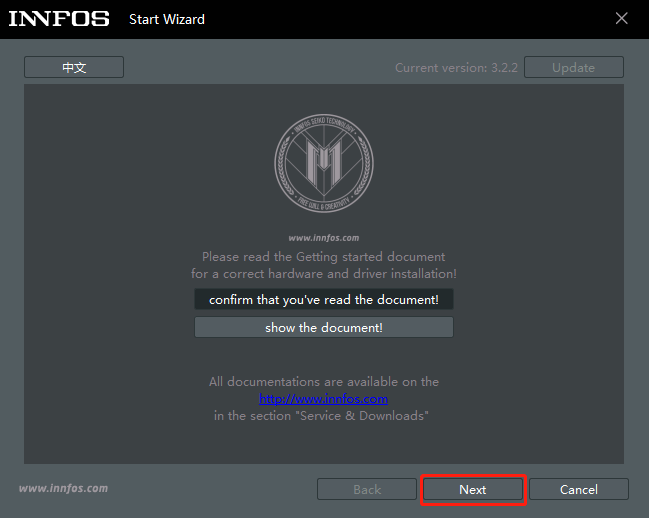 INNFOS Start Wizard
中文
Current version: 3.2.2
Update
INNFOS SEIKO TECHNOLOGY
FREE WILL & CREATIVITY
www.innfos.com
Please read the Getting started document
for a correct hardware and driver installation!
confirm that you've read the document!
show the document!
All documentations are available on the
http://www.innfos.com
in the section "Service & Downloads"
www.innfos.com
Back
Next
Cancel